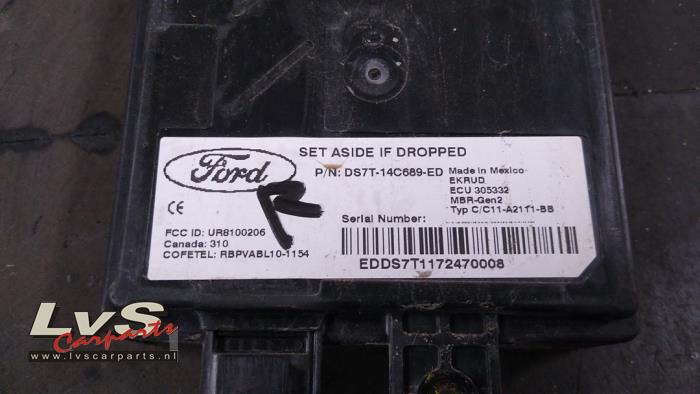 SET ASIDE IF DROPPED
Ford
P/N: DS7T-14C689-ED
Made in Mexico
EKRUD
ECU 305332
MBR-Gen2
Typ C/C11-A2111-BB
R
CE
Serial Number:
FCC ID: UR8100206
Canada: 310
COFETEL: RBPVABL10-1154
EDDS7T1172470008
LvS
Carparts
www.lvscarparts.nl